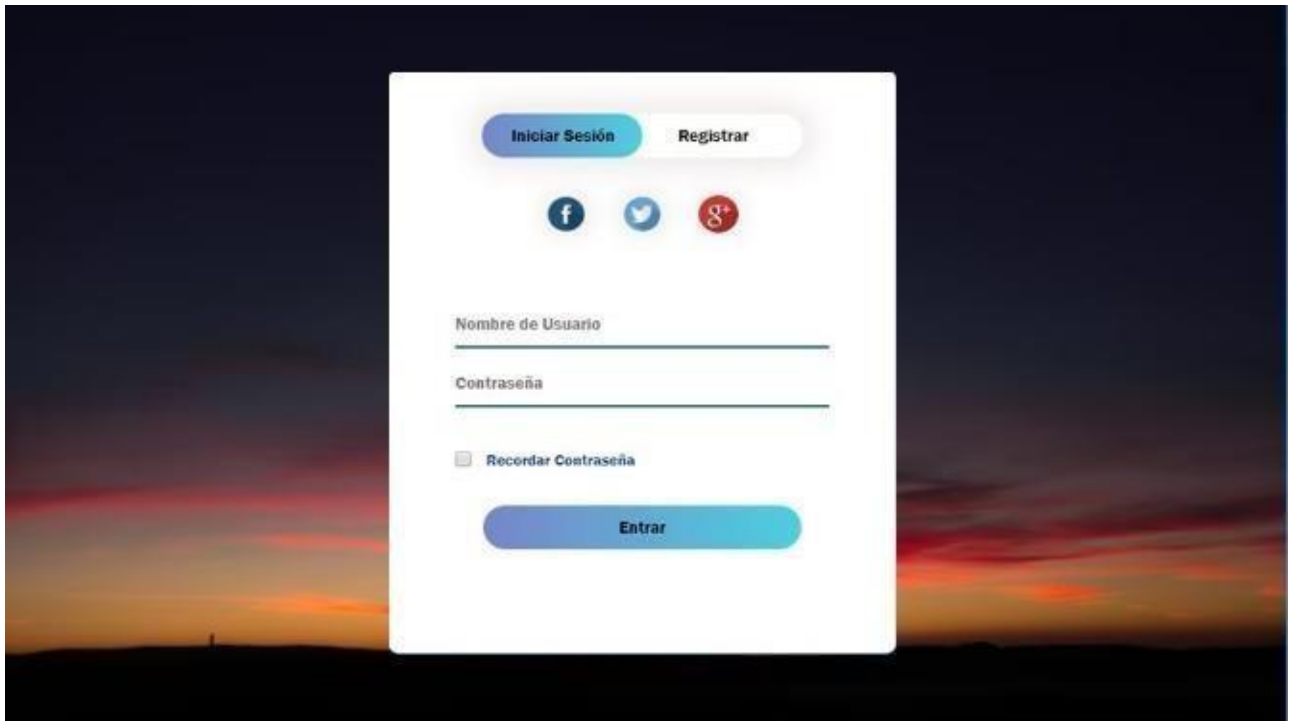 Iniciar Sesión Registrar
f g+
Nombre de Usuario
Contraseña
Recordar Contraseña
Entrar